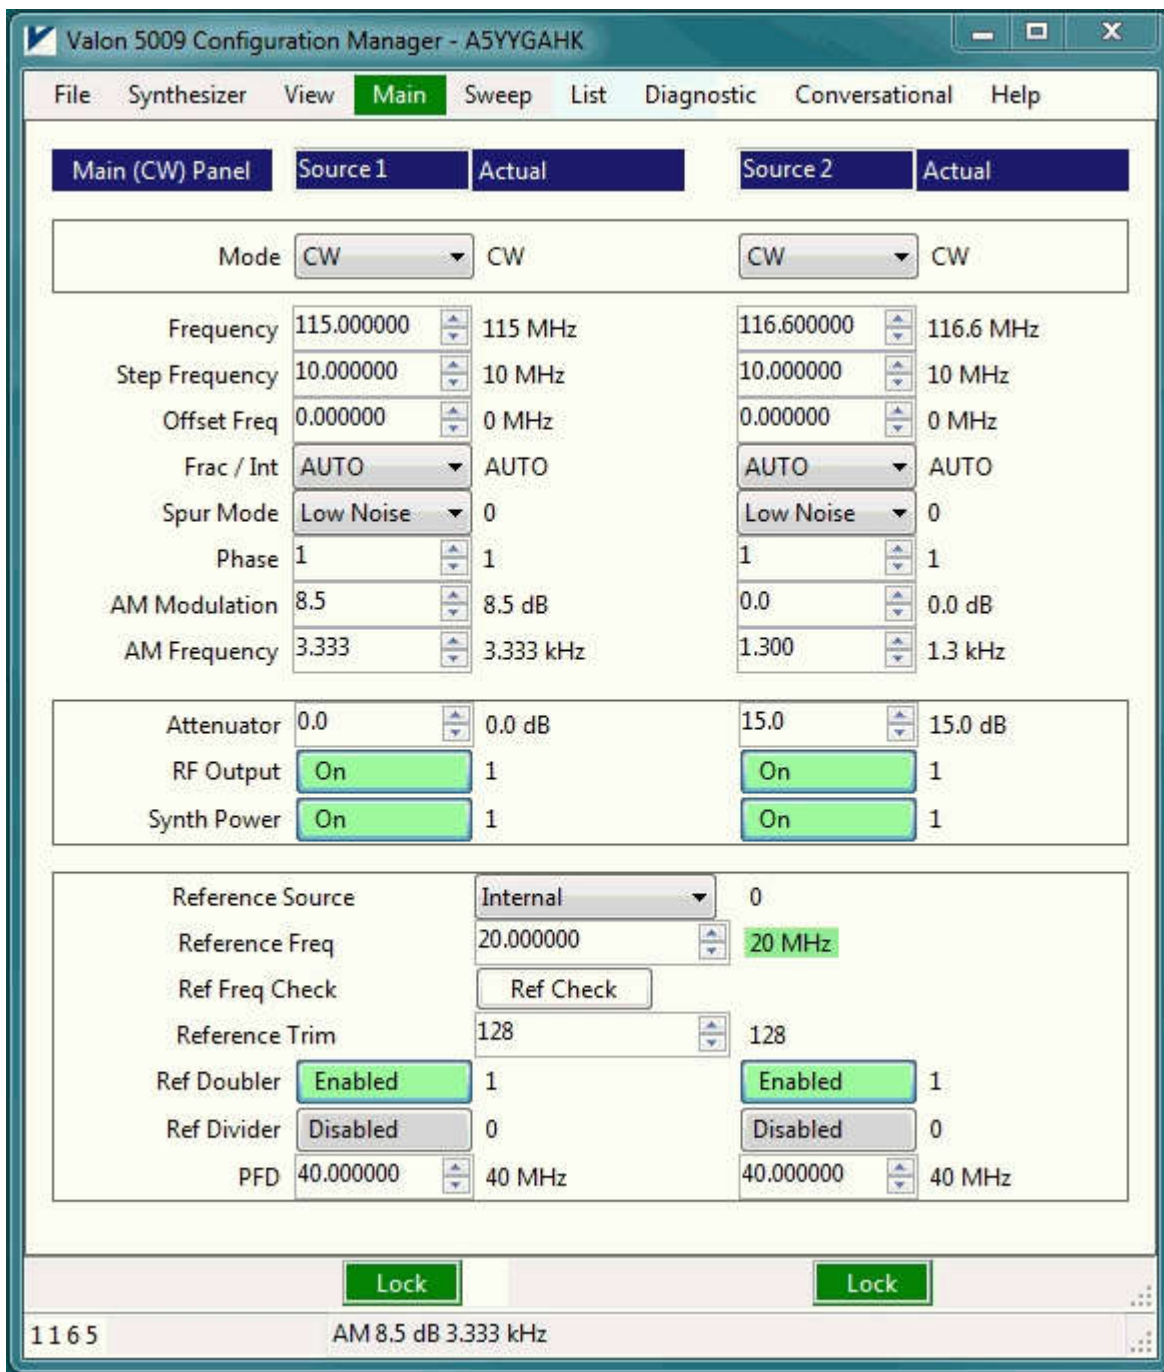 Valon 5009 Configuration Manager - A5YYGAHK
File Synthesizer View Main Sweep List Diagnostic Conversational Help
Main (CW) Panel Source 1 Actual Source 2 Actual
Mode CW CW CW CW
Frequency 115.000000 115 MHz 116.600000 116.6 MHz
Step Frequency 10.000000 10 MHz 10.000000 10 MHz
Offset Freq 0.000000 0 MHz 0.000000 0 MHz
Frac / Int AUTO AUTO AUTO AUTO
Spur Mode Low Noise 0 Low Noise 0
Phase 1 1 1 1
AM Modulation 8.5 8.5 dB 0.0 0.0 dB
AM Frequency 3.333 3.333 kHz 1.300 1.3 kHz
Attenuator 0.0 0.0 dB 15.0 15.0 dB
RF Output On 1 On 1
Synth Power On 1 On 1
Reference Source Internal 0
Reference Freq 20.000000 20 MHz
Ref Freq Check Ref Check
Reference Trim 128 128
Ref Doubler Enabled 1 Enabled 1
Ref Divider Disabled 0 Disabled 0
PFD 40.000000 40 MHz 40.000000 40 MHz
Lock Lock
1165 AM 8.5 dB 3.333 kHz